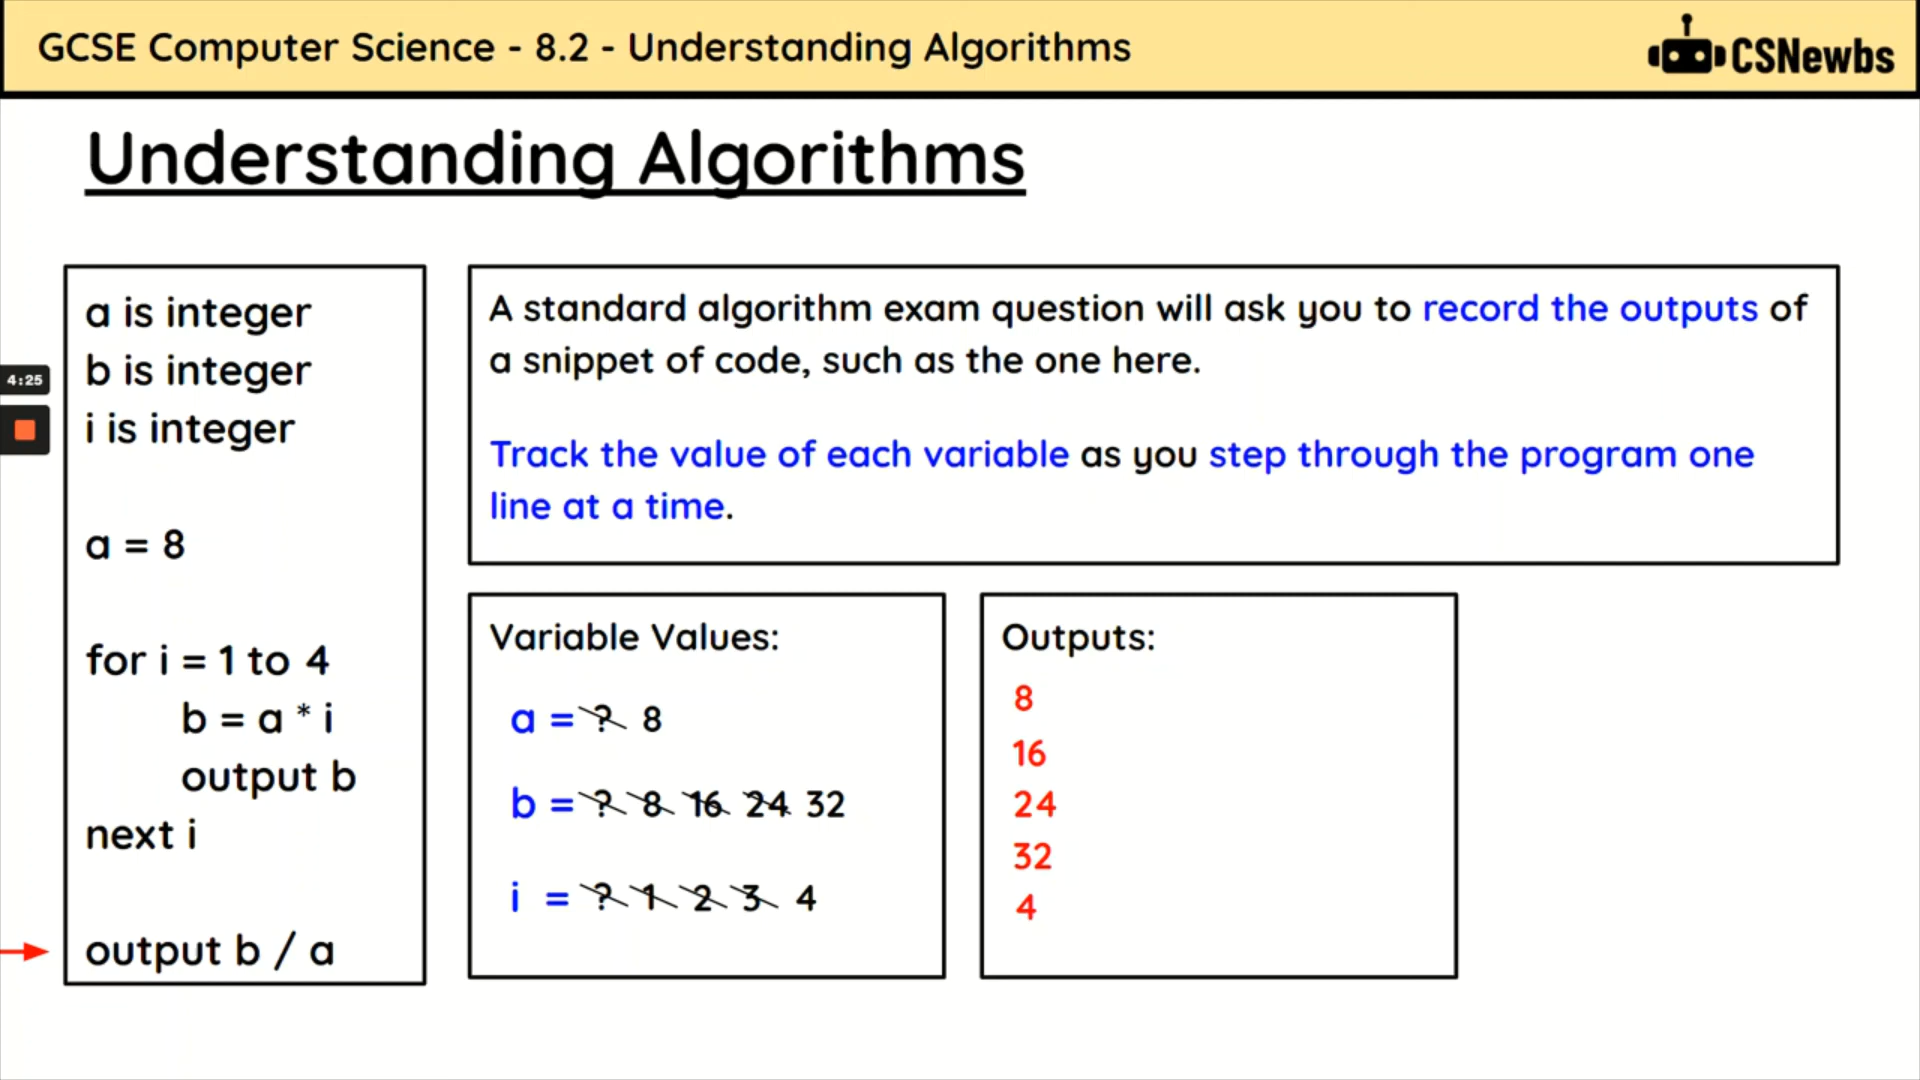 GCSE Computer Science - 8.2 - Understanding Algorithms
CSNewbs
Understanding Algorithms
4:25
a is integer
b is integer
i is integer
a = 8
for i = 1 to 4
b = a * i
output b
next i
output b / a
A standard algorithm exam question will ask you to record the outputs of
a snippet of code, such as the one here.
Track the value of each variable as you step through the program one
line at a time.
Variable Values:
a = ? 8
b = ? 8 16 24 32
i = ? 1 2 3 4
Outputs:
8
16
24
32
4